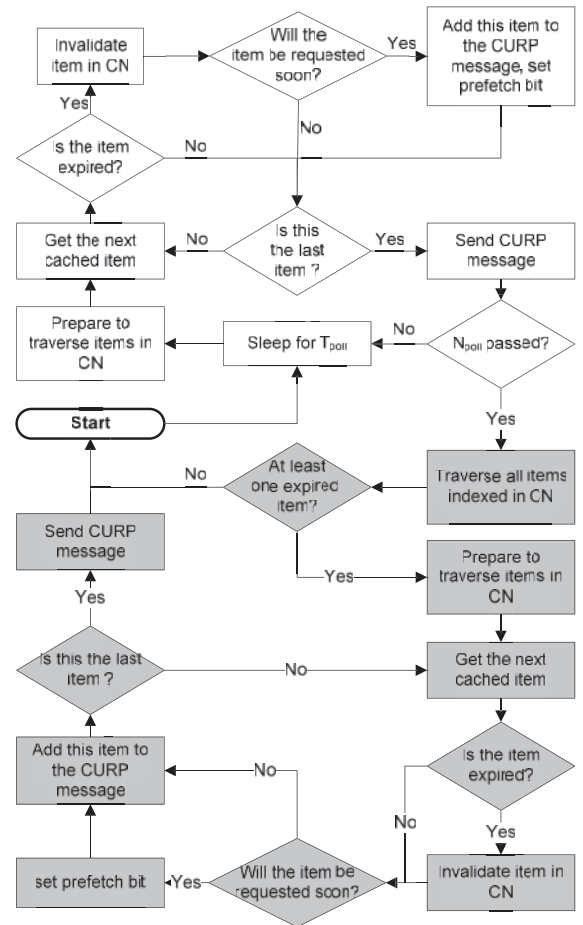 Invalidate
item in CN
Will the
item be requested
soon?
Yes
Add this item to
the CURP
message, set
prefetch bit
Yes
No
Is the item
expired?
No
Get the next
cached item
No
Is this
the last
item ?
Yes
Send CURP
message
Prepare to
traverse items in
CN
Sleep for Tpoll
No
Npoll passed?
Yes
Start
No
At least
one expired
item?
Traverse all items
indexed in CN
Send CURP
message
Yes
Prepare to
traverse items in
CN
Yes
Is this the last
item ?
No
Get the next
cached item
Add this item to
the CURP
message
No
Is the item
expired?
No
Yes
set prefetch bit
Yes
Will the item be
requested soon?
Invalidate item in
CN